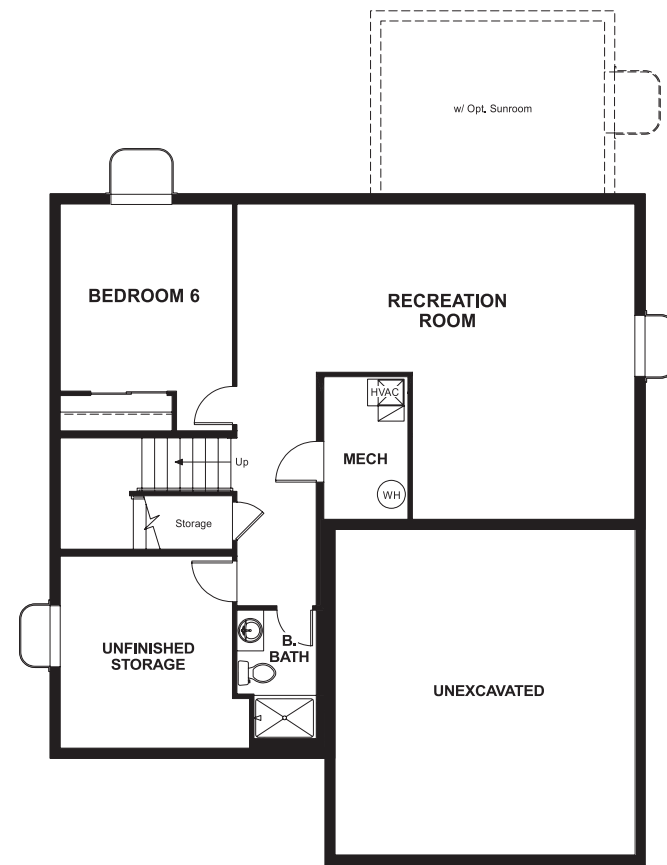 w/ Opt. Sunroom
BEDROOM 6
RECREATION
ROOM
HVAC
MECH
Up
WH
Storage
UNFINISHED
STORAGE
B.
BATH
UNEXCAVATED